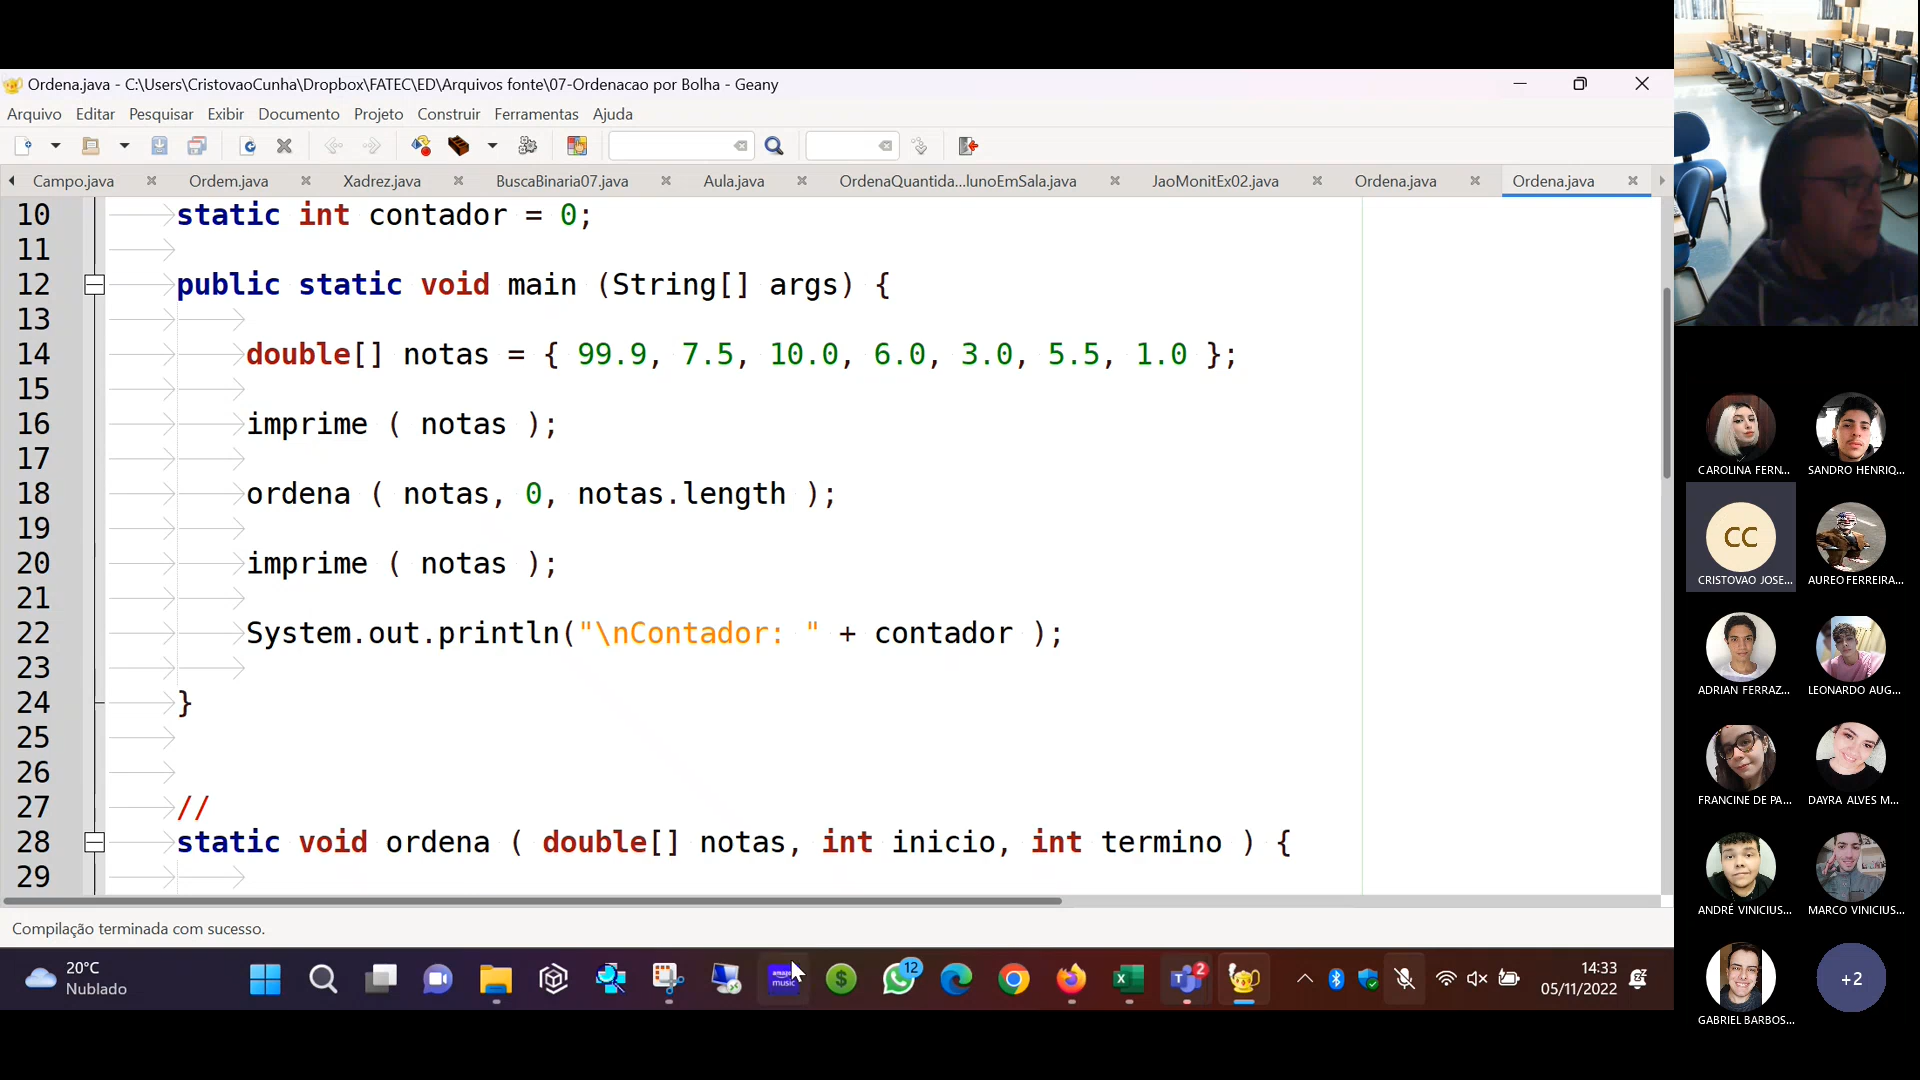 Ordena.java - C:\Users\CristovaoCunha\Dropbox\FATEC\ED\Arquivos fonte\07-Ordenacao por Bolha - Geany
Arquivo Editar Pesquisar Exibir Documento Projeto Construir Ferramentas Ajuda
Campo.java Ordem.java Xadrez.java BuscaBinaria07.java Aula.java OrdenaQuantida...lunoEmSala.java JaoMonitEx02.java Ordena.java Ordena.java
10 static int contador = 0;
11
12 public static void main (String[] args) {
13
14 double[] notas = { 99.9, 7.5, 10.0, 6.0, 3.0, 5.5, 1.0 };
15
16 imprime ( notas );
17
18 ordena ( notas, 0, notas.length );
19
20 imprime ( notas );
21
22 System.out.println("\nContador: " + contador );
23
24 }
25
26
27 //
28 static void ordena ( double[] notas, int inicio, int termino ) {
29
Compilação terminada com sucesso.
20°C
Nublado
amazon music
12
2
14:33
05/11/2022
CAROLINA FERN... SANDRO HENRIQ...
CC
CRISTOVAO JOSE... AUREO FERREIRA...
ADRIAN FERRAZ... LEONARDO AUG...
FRANCINE DE PA... DAYRA ALVES M...
ANDRÉ VINICIUS... MARCO VINICIUS...
+2
GABRIEL BARBOS...